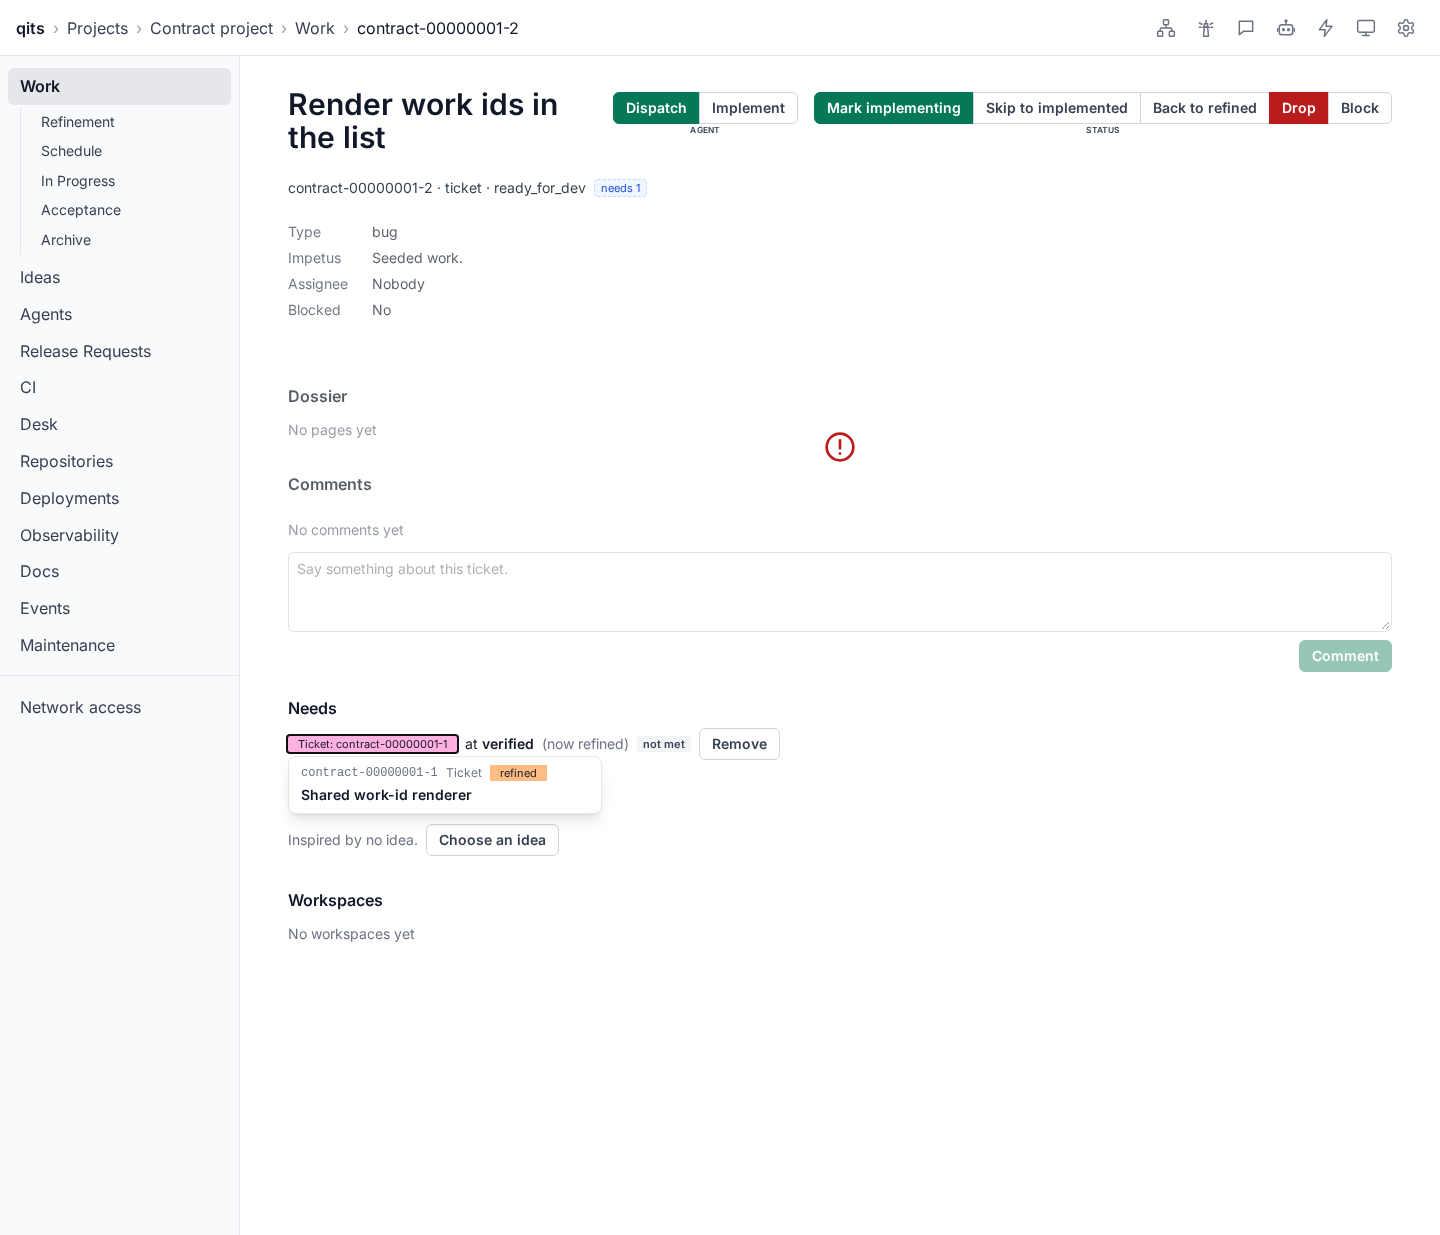 qits › Projects › Contract project › Work › contract-00000001-2
Work
Refinement
Schedule
In Progress
Acceptance
Archive
Ideas
Agents
Release Requests
CI
Desk
Repositories
Deployments
Observability
Docs
Events
Maintenance
Network access
Render work ids in
the list
Dispatch Implement
AGENT
Mark implementing Skip to implemented Back to refined Drop Block
STATUS
contract-00000001-2 · ticket · ready_for_dev needs 1
Type bug
Impetus Seeded work.
Assignee Nobody
Blocked No
Dossier
No pages yet
Comments
No comments yet
Say something about this ticket.
Comment
Needs
Ticket: contract-00000001-1 at verified (now refined) not met Remove
contract-00000001-1 Ticket refined
Shared work-id renderer
Inspired by no idea. Choose an idea
Workspaces
No workspaces yet